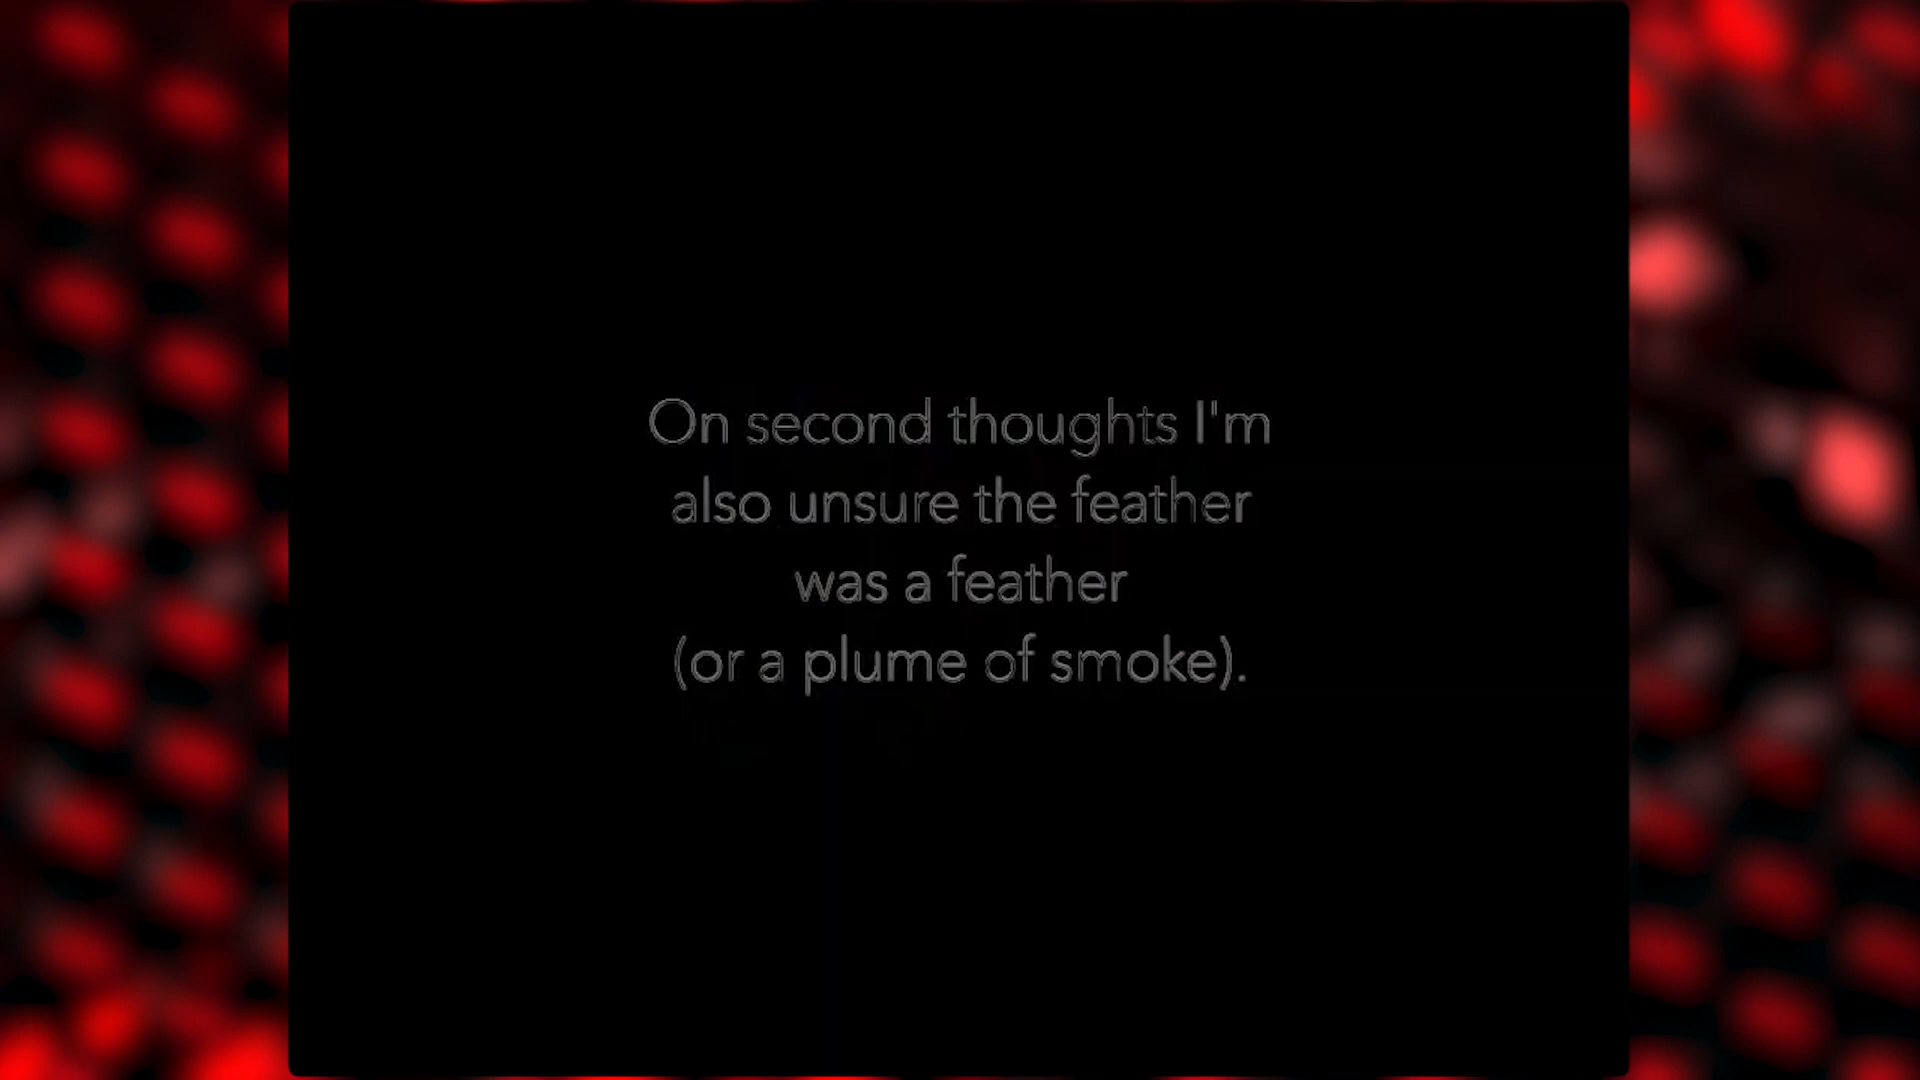 On second thoughts I'm
also unsure the feather
was a feather
(or a plume of smoke).